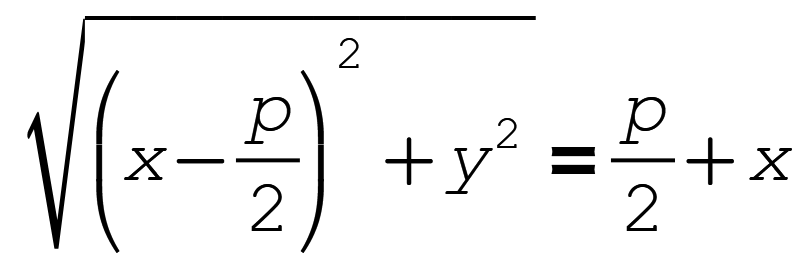 √((x − p/2)² + y²) = p/2 + x